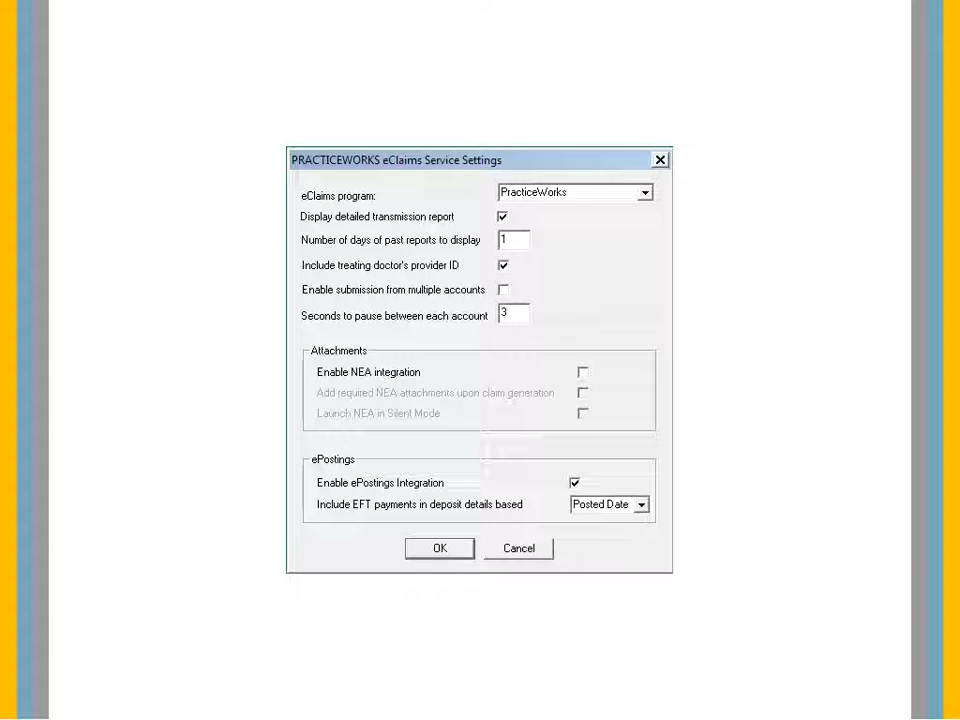 PRACTICEWORKS eClaims Service Settings
eClaims program: PracticeWorks
Display detailed transmission report
Number of days of past reports to display 1
Include treating doctor's provider ID
Enable submission from multiple accounts
Seconds to pause between each account 3
Attachments
Enable NEA integration
Add required NEA attachments upon claim generation
Launch NEA in Silent Mode
ePostings
Enable ePostings Integration
Include EFT payments in deposit details based Posted Date
OK Cancel